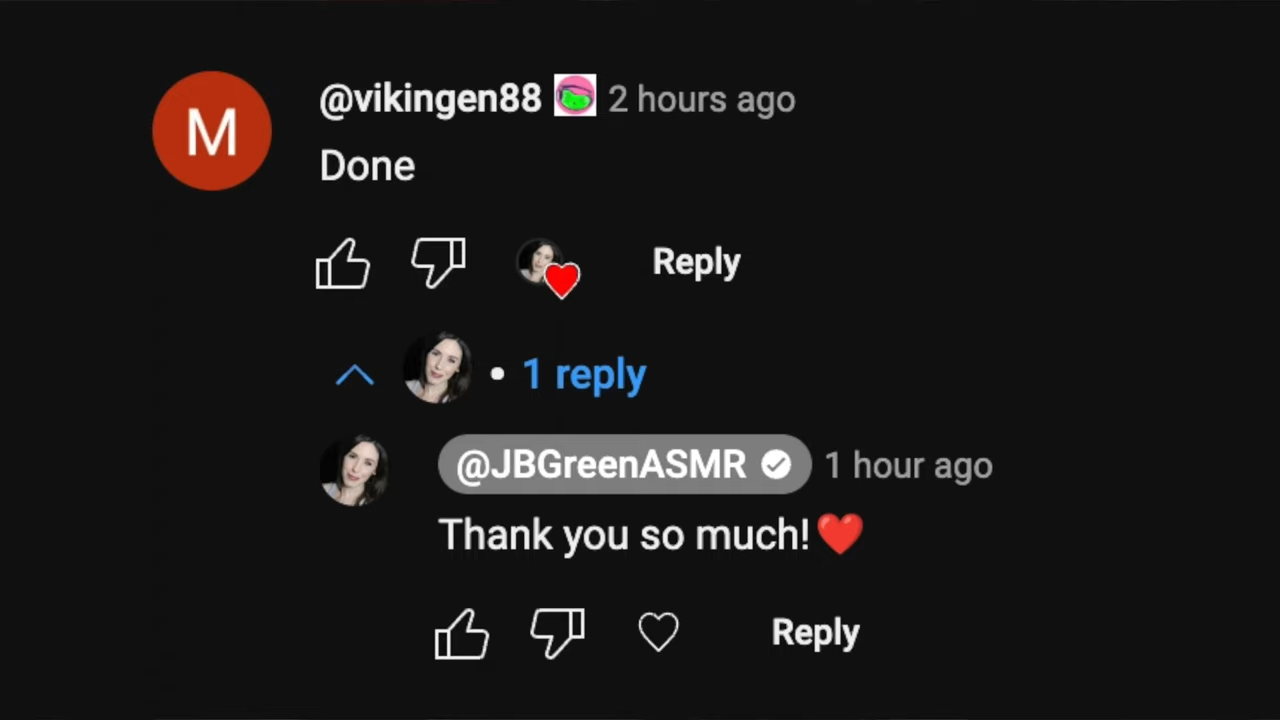 M
@vikingen88 2 hours ago
Done
Reply
• 1 reply
@JBGreenASMR 1 hour ago
Thank you so much!❤️
Reply